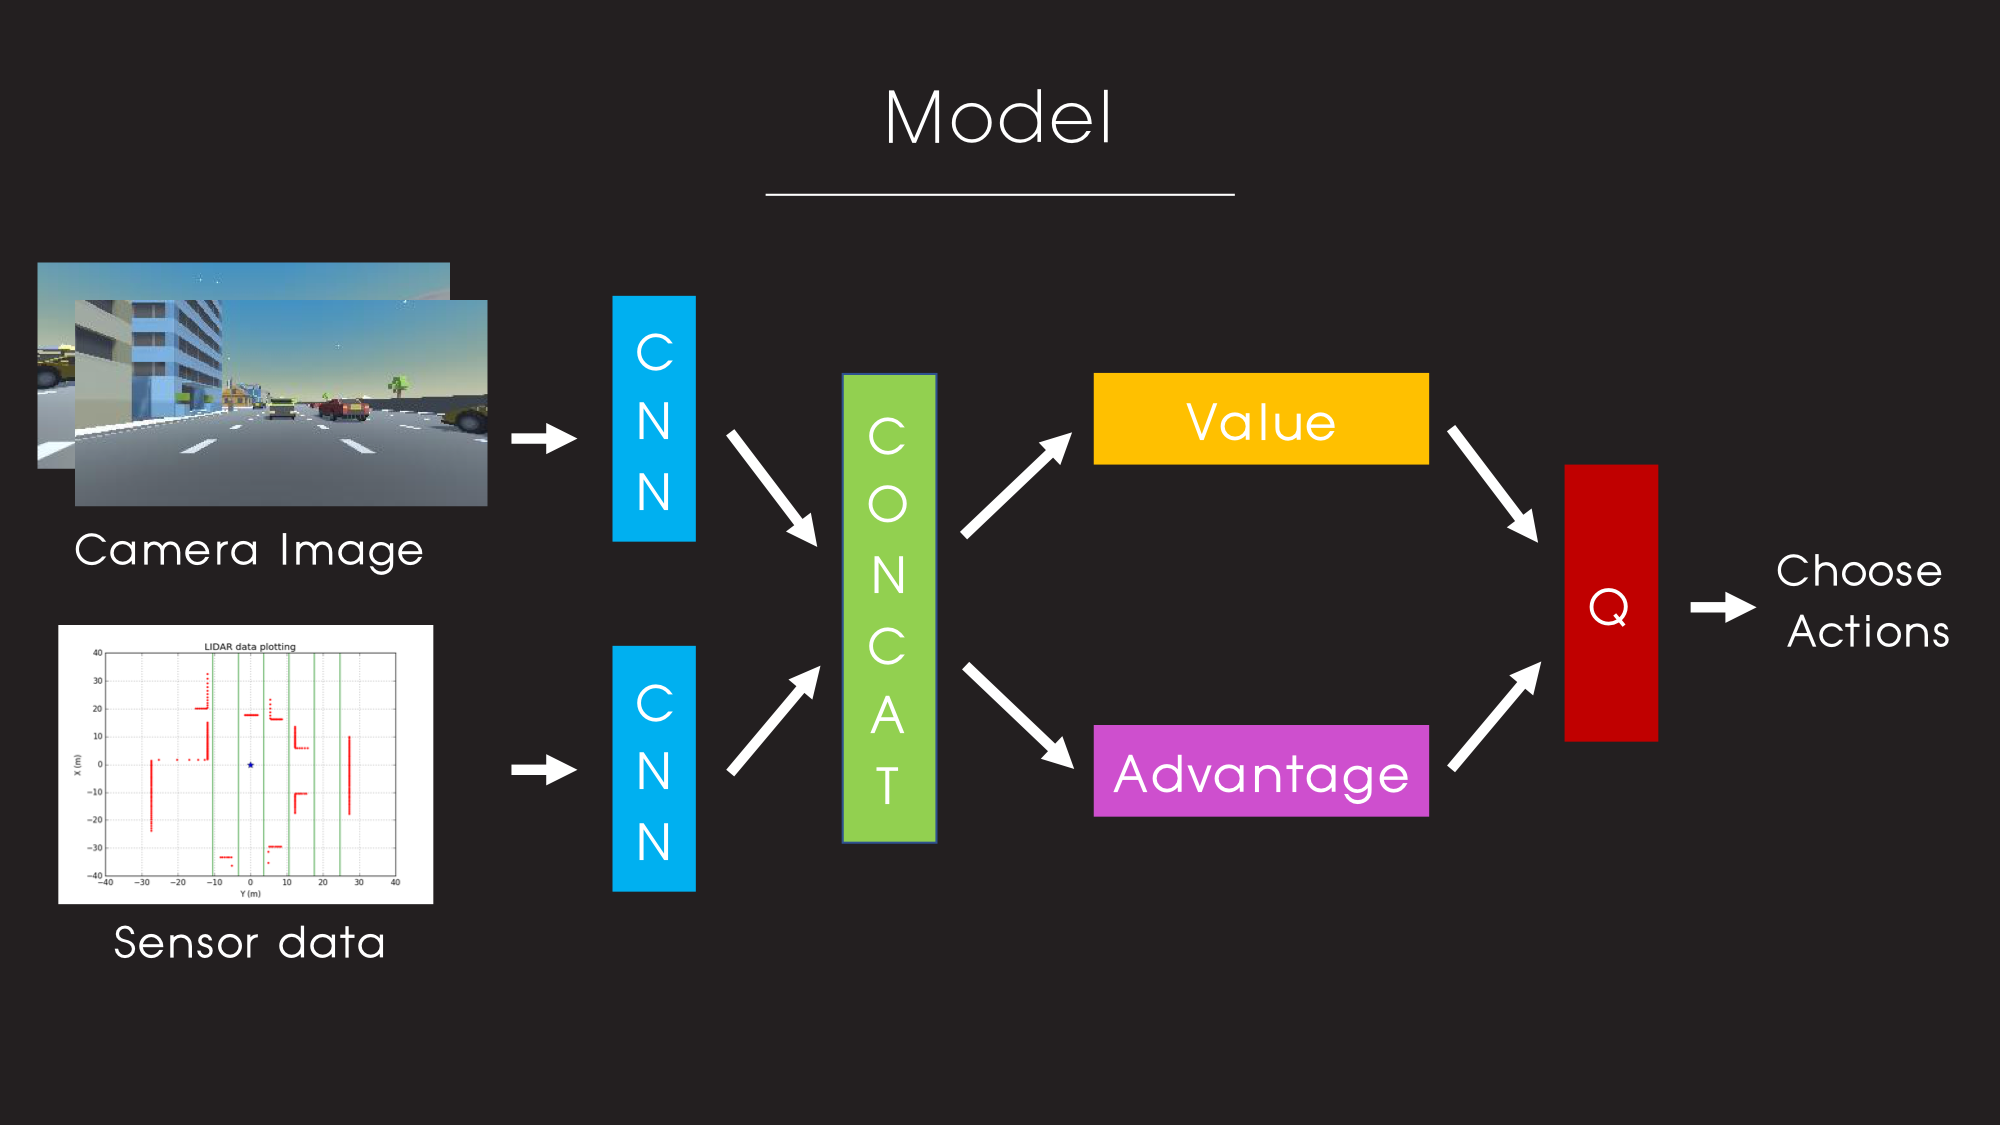 Model
Camera Image
LIDAR data plotting
X (m)
40
30
20
10
0
−10
−20
−30
−40
−40 −30 −20 −10 0 10 20 30 40
Y (m)
Sensor data
CNN
CNN
CONCAT
Value
Advantage
Q
Choose
Actions